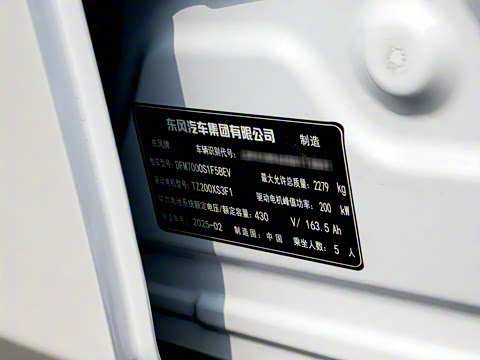 东风汽车集团有限公司 制造
东风牌 车辆识别代号:
整车型号: DFM7000S1F5BEV 最大允许总质量: 2279 kg
驱动电机型号: TZ200XS3F1 驱动电机峰值功率: 200 kW
动力电池系统额定电压/额定容量: 430 V/ 163.5 Ah
制造年月: 2025-02 制造国: 中国 乘坐人数: 5 人